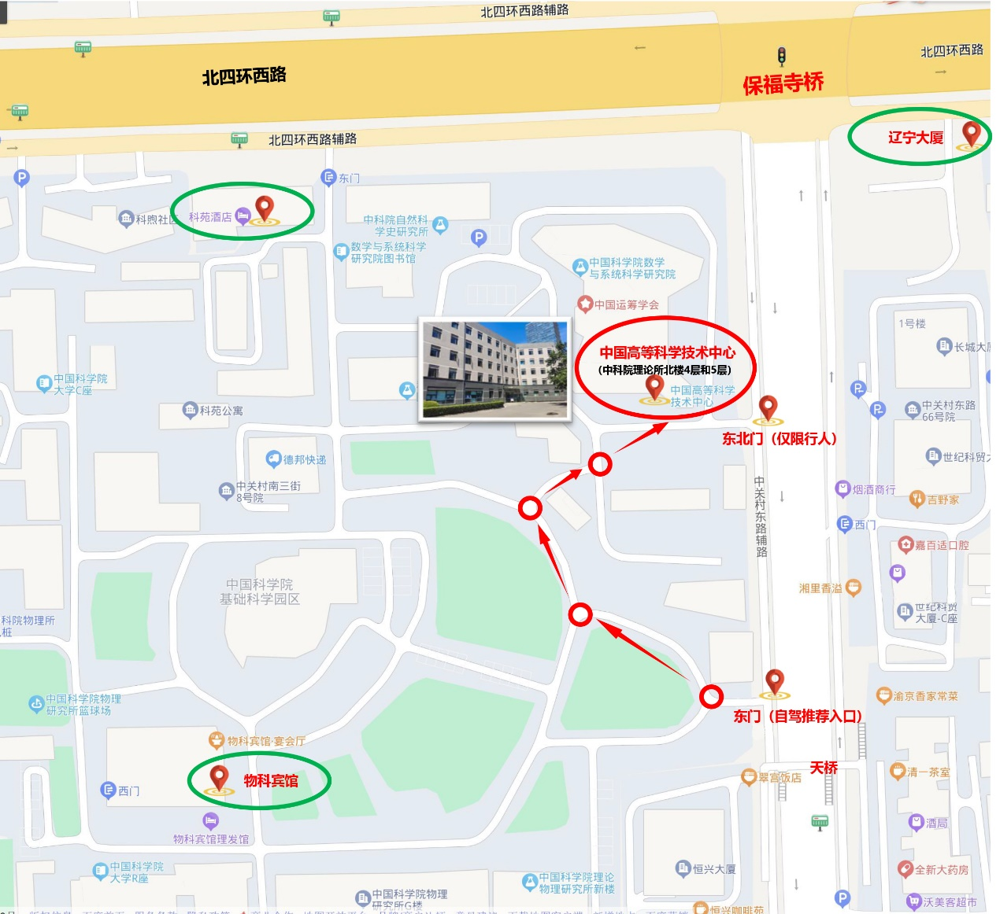 北四环西路辅路
北四环西路
北四环西路
保福寺桥
北四环西路辅路
辽宁大厦
东门
科煦社区
科苑酒店
中科院自然科
学史研究所
数学与系统科学
研究院图书馆
中国科学院数学
与系统科学研究院
中国运筹学会
1号楼
长城大厦
中国高等科学技术中心
(中科院理论所北楼4层和5层)
中国高等科学
技术中心
中国科学院
大学C座
科苑公寓
中关村东路
66号院
东北门（仅限行人）
德邦快递
世纪科贸大
中关村南三街
8号院
中关村东路辅路
烟酒商行
吉野家
西门
嘉百适口腔
中国科学院
基础科学园区
湘里香溢
世纪科贸
大厦-C座
科院物理所
桩
中国科学院物理
研究所篮球场
渝京香家常菜
东门（自驾推荐入口）
物科宾馆·宴会厅
天桥
物科宾馆
翠宫饭店
清一茶室
西门
物科宾馆理发馆
酒局
中国科学院
大学R座
恒兴大厦
全新大药房
中国科学院理论
物理研究所新楼
中国科学院物理
研究所G楼
沃美客超市
恒兴咖啡苑